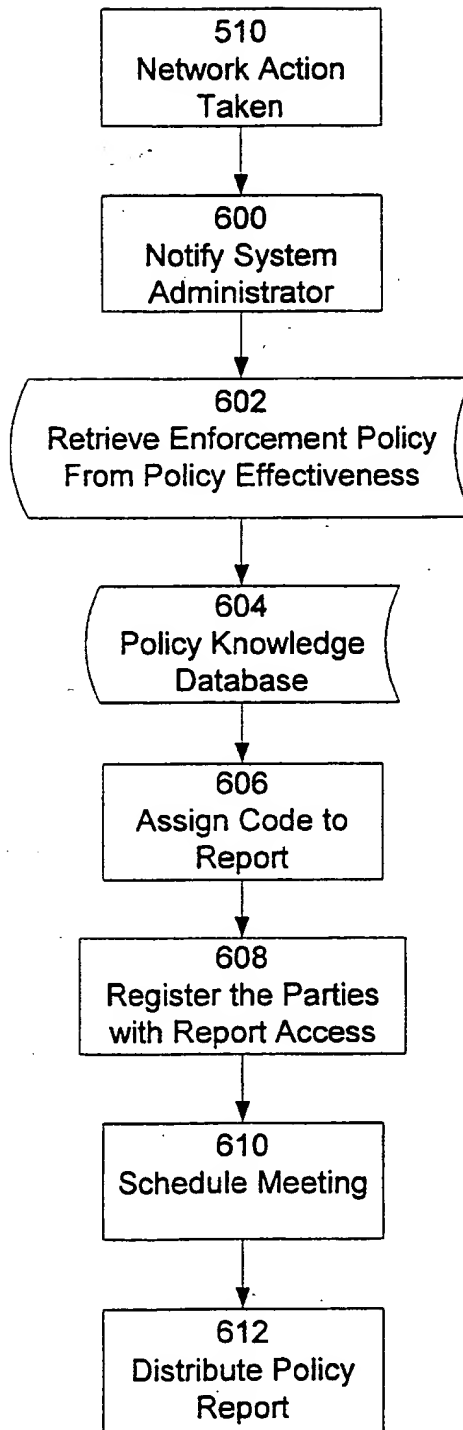 510
Network Action
Taken
600
Notify System
Administrator
602
Retrieve Enforcement Policy
From Policy Effectiveness
604
Policy Knowledge
Database
606
Assign Code to
Report
608
Register the Parties
with Report Access
610
Schedule Meeting
612
Distribute Policy
Report